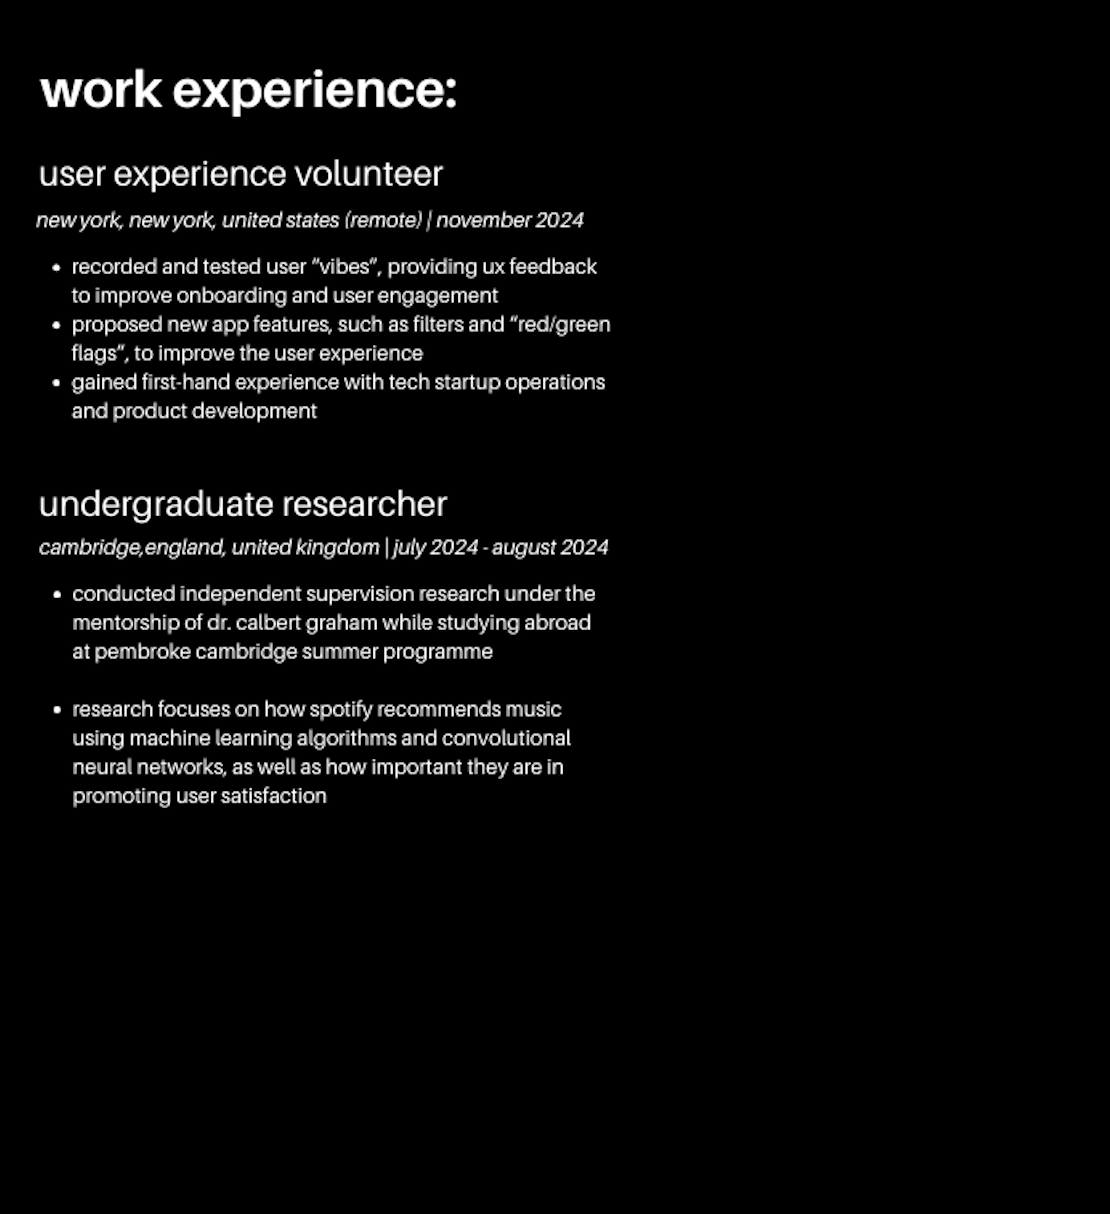 work experience:
user experience volunteer
new york, new york, united states (remote) | november 2024
• recorded and tested user “vibes”, providing ux feedback
to improve onboarding and user engagement
• proposed new app features, such as filters and “red/green
flags”, to improve the user experience
• gained first-hand experience with tech startup operations
and product development
undergraduate researcher
cambridge,england, united kingdom | july 2024 - august 2024
• conducted independent supervision research under the
mentorship of dr. calbert graham while studying abroad
at pembroke cambridge summer programme
• research focuses on how spotify recommends music
using machine learning algorithms and convolutional
neural networks, as well as how important they are in
promoting user satisfaction